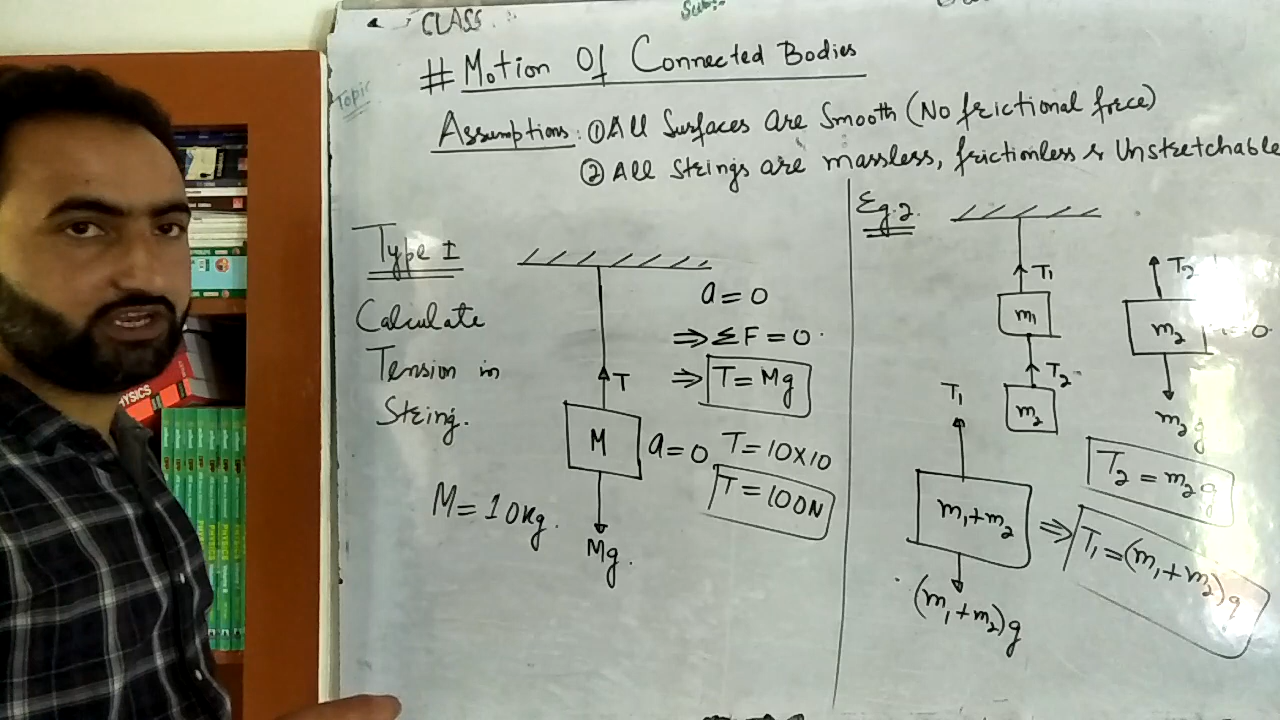 CLASS
Sub:-
Topic
# Motion Of Connected Bodies
Assumptions: ① All Surfaces are Smooth (No frictional force)
② All Strings are massless, frictionless & Unstretchable
Type I
Calculate
Tension in
String.
M = 10kg.
T
M
a = 0
Mg.
a = 0
⇒ ΣF = 0
⇒ T = Mg
T = 10×10
T = 100N
Eg. 2.
T₁
m₁
T₂
m₂
T₂
m₂
= 0
m₂g
T₂ = m₂g
T₁
m₁+m₂
(m₁+m₂)g
⇒ T₁ = (m₁+m₂)g
PHYSICS